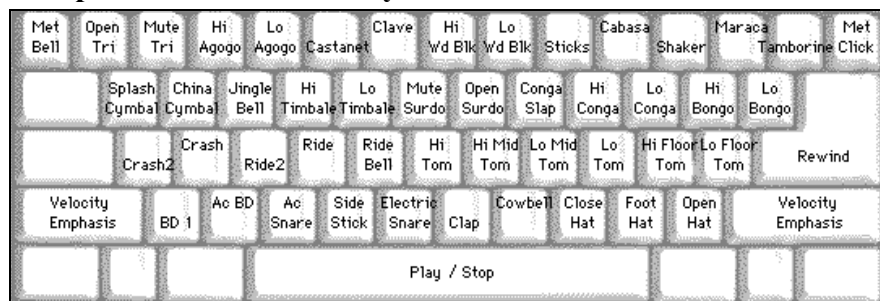 Met
Bell
Open
Tri
Mute
Tri
Hi
Agogo
Lo
Agogo
Castanet
Clave
Hi
Wd Blk
Lo
Wd Blk
Sticks
Cabasa
Shaker
Maraca
Tamborine
Met
Click
Splash
Cymbal
China
Cymbal
Jingle
Bell
Hi
Timbale
Lo
Timbale
Mute
Surdo
Open
Surdo
Conga
Slap
Hi
Conga
Lo
Conga
Hi
Bongo
Lo
Bongo
Crash2
Crash
Ride2
Ride
Ride
Bell
Hi
Tom
Hi Mid
Tom
Lo Mid
Tom
Lo
Tom
Hi Floor
Tom
Lo Floor
Tom
Rewind
Velocity
Emphasis
BD 1
Ac BD
Ac
Snare
Side
Stick
Electric
Snare
Clap
Cowbell
Close
Hat
Foot
Hat
Open
Hat
Velocity
Emphasis
Play / Stop